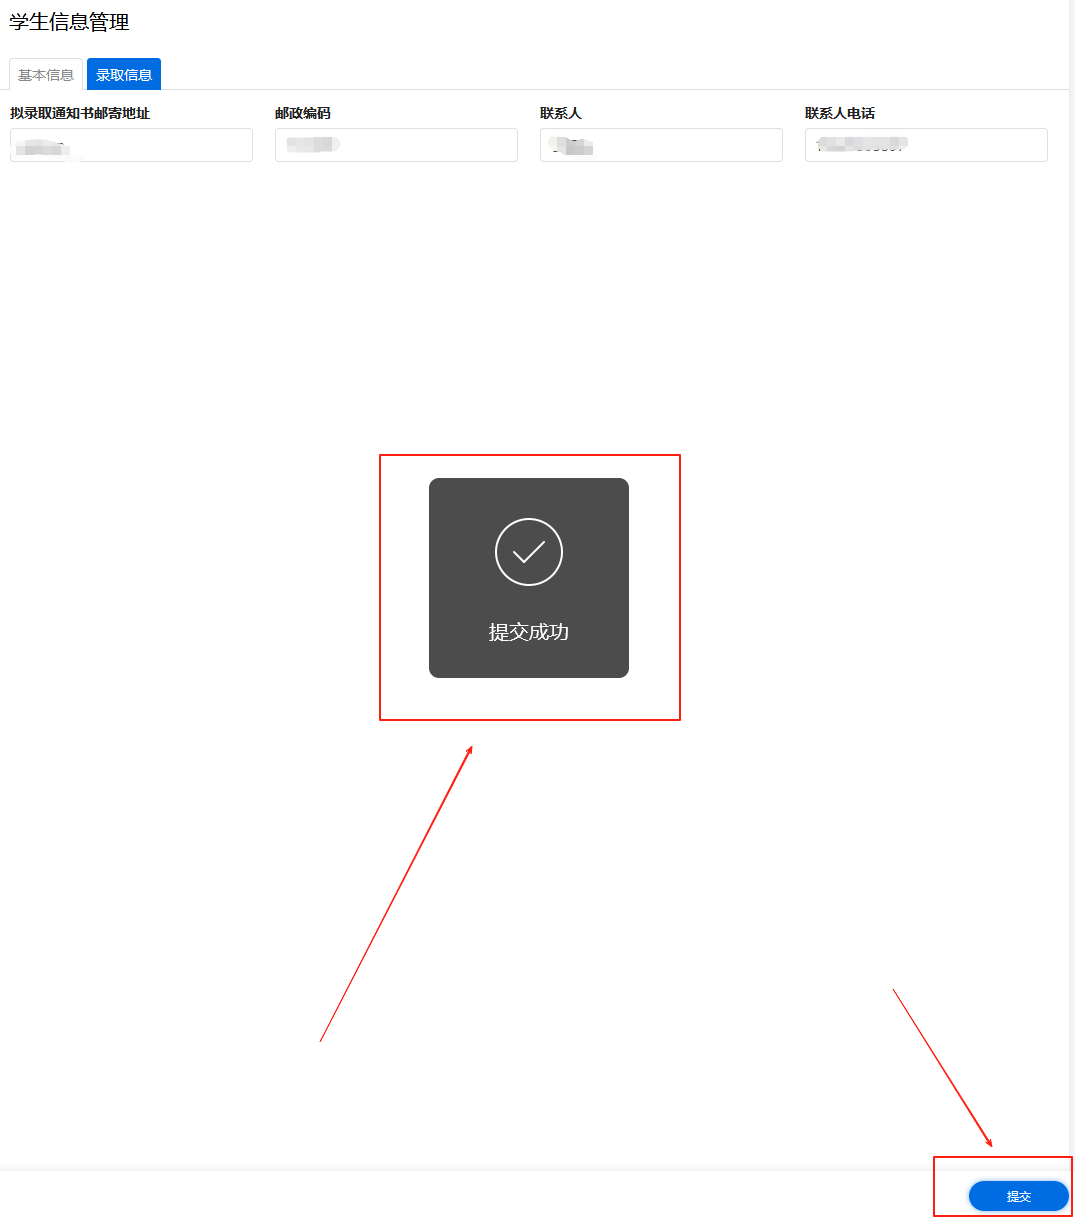 学生信息管理
基本信息 录取信息
拟录取通知书邮寄地址 邮政编码 联系人 联系人电话
提交成功
提交